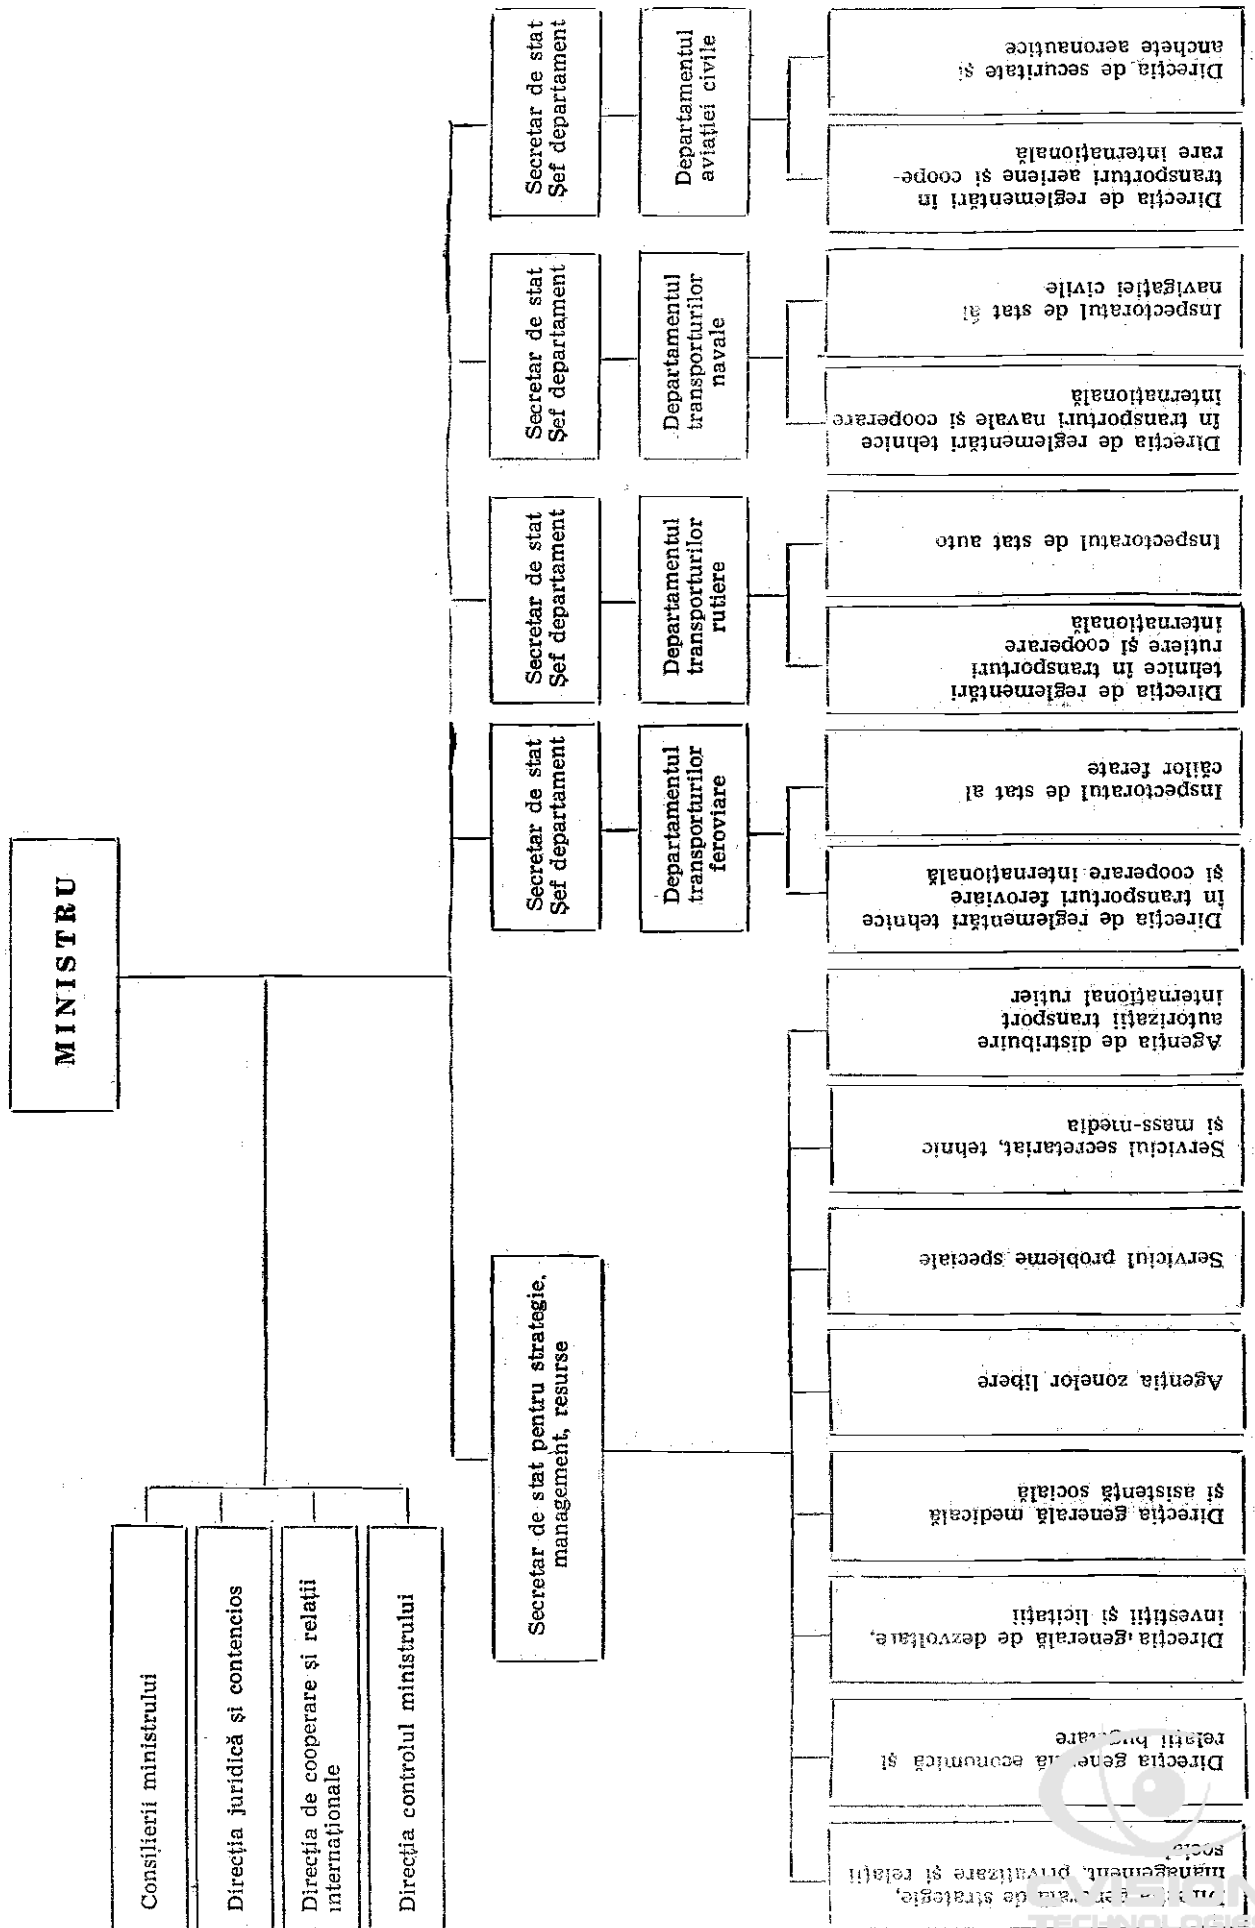 MINISTRU
Consilierii ministrului
Direcția juridică și contencios
Direcția de cooperare și relații
internaționale
Direcția controlul ministrului
Secretar de stat pentru strategie,
management, resurse
Secretar de stat
Șef departament
Secretar de stat
Șef departament
Secretar de stat
Șef departament
Secretar de stat
Șef departament
Departamentul
transporturilor
feroviare
Departamentul
transporturilor
rutiere
Departamentul
transporturilor
navale
Departamentul
aviației civile
Direcția generală de strategie,
management, privatizare și relații
Direcția generală economică și
relații
Direcția generală de dezvoltare,
investiții și licitații
Direcția generală medicală
și asistență socială
Agenția zonelor libere
Serviciul probleme speciale
Serviciul secretariat, tehnic
și mass-media
Agenția de distribuire
autorizații transport
internațional rutier
Direcția de reglementări tehnice
în transporturi feroviare
și cooperare internațională
Inspectoratul de stat al
căilor ferate
Direcția de reglementări
tehnice în transporturi
rutiere și cooperare
internațională
Inspectoratul de stat auto
Direcția de reglementări tehnice
în transporturi navale și cooperare
internațională
Inspectoratul de stat al
navigației civile
Direcția de reglementări în
transporturi aeriene și coope-
rare internațională
Direcția de securitate și
anchete aeronautice
CVISION
TECHNOLOGIES